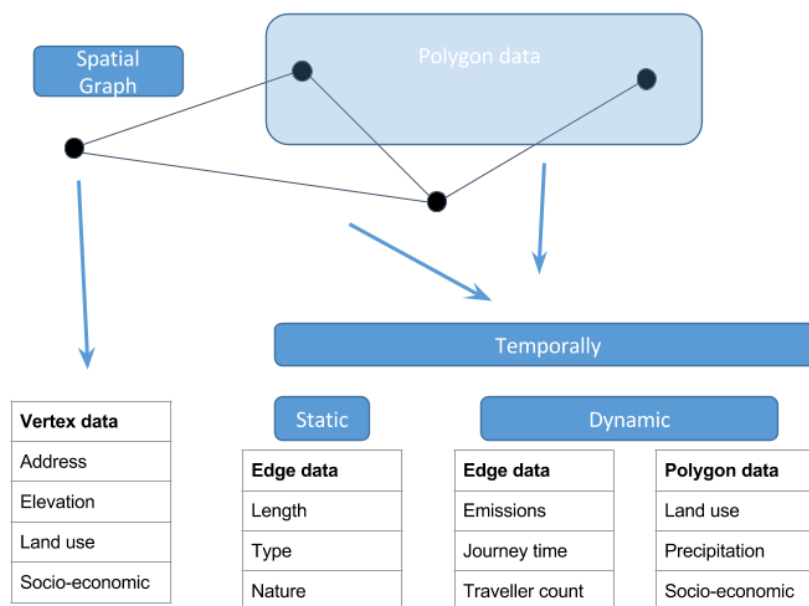 Spatial
Graph
Polygon data
Temporally
Static
Dynamic
Vertex data
Address
Elevation
Land use
Socio-economic
Edge data
Length
Type
Nature
Edge data
Emissions
Journey time
Traveller count
Polygon data
Land use
Precipitation
Socio-economic